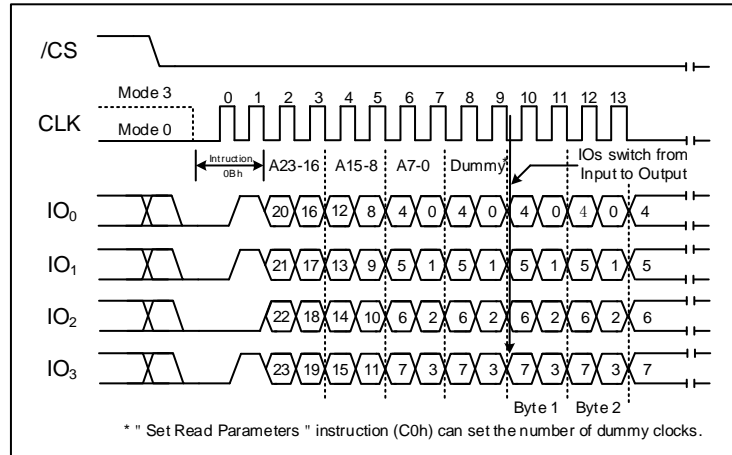 /CS
Mode 3
0 1 2 3 4 5 6 7 8 9 10 11 12 13
CLK
Mode 0
Intruction
0Bh
A23-16 A15-8 A7-0 Dummy*
IOs switch from
Input to Output
IO0 20 16 12 8 4 0 4 0 4 0 4 0 4
IO1 21 17 13 9 5 1 5 1 5 1 5 1 5
IO2 22 18 14 10 6 2 6 2 6 2 6 2 6
IO3 23 19 15 11 7 3 7 3 7 3 7 3 7
Byte 1 Byte 2
* " Set Read Parameters " instruction (C0h) can set the number of dummy clocks.